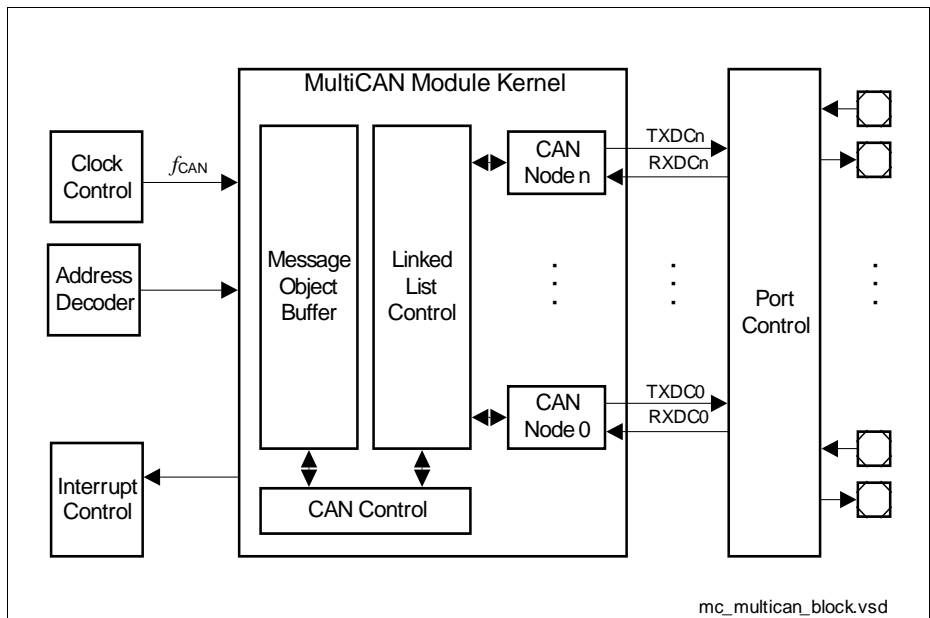 MultiCAN Module Kernel
Clock
Control
fCAN
Address
Decoder
Interrupt
Control
Message
Object
Buffer
Linked
List
Control
CAN Control
CAN
Node n
CAN
Node 0
TXDCn
RXDCn
TXDC0
RXDC0
Port
Control
mc_multican_block.vsd